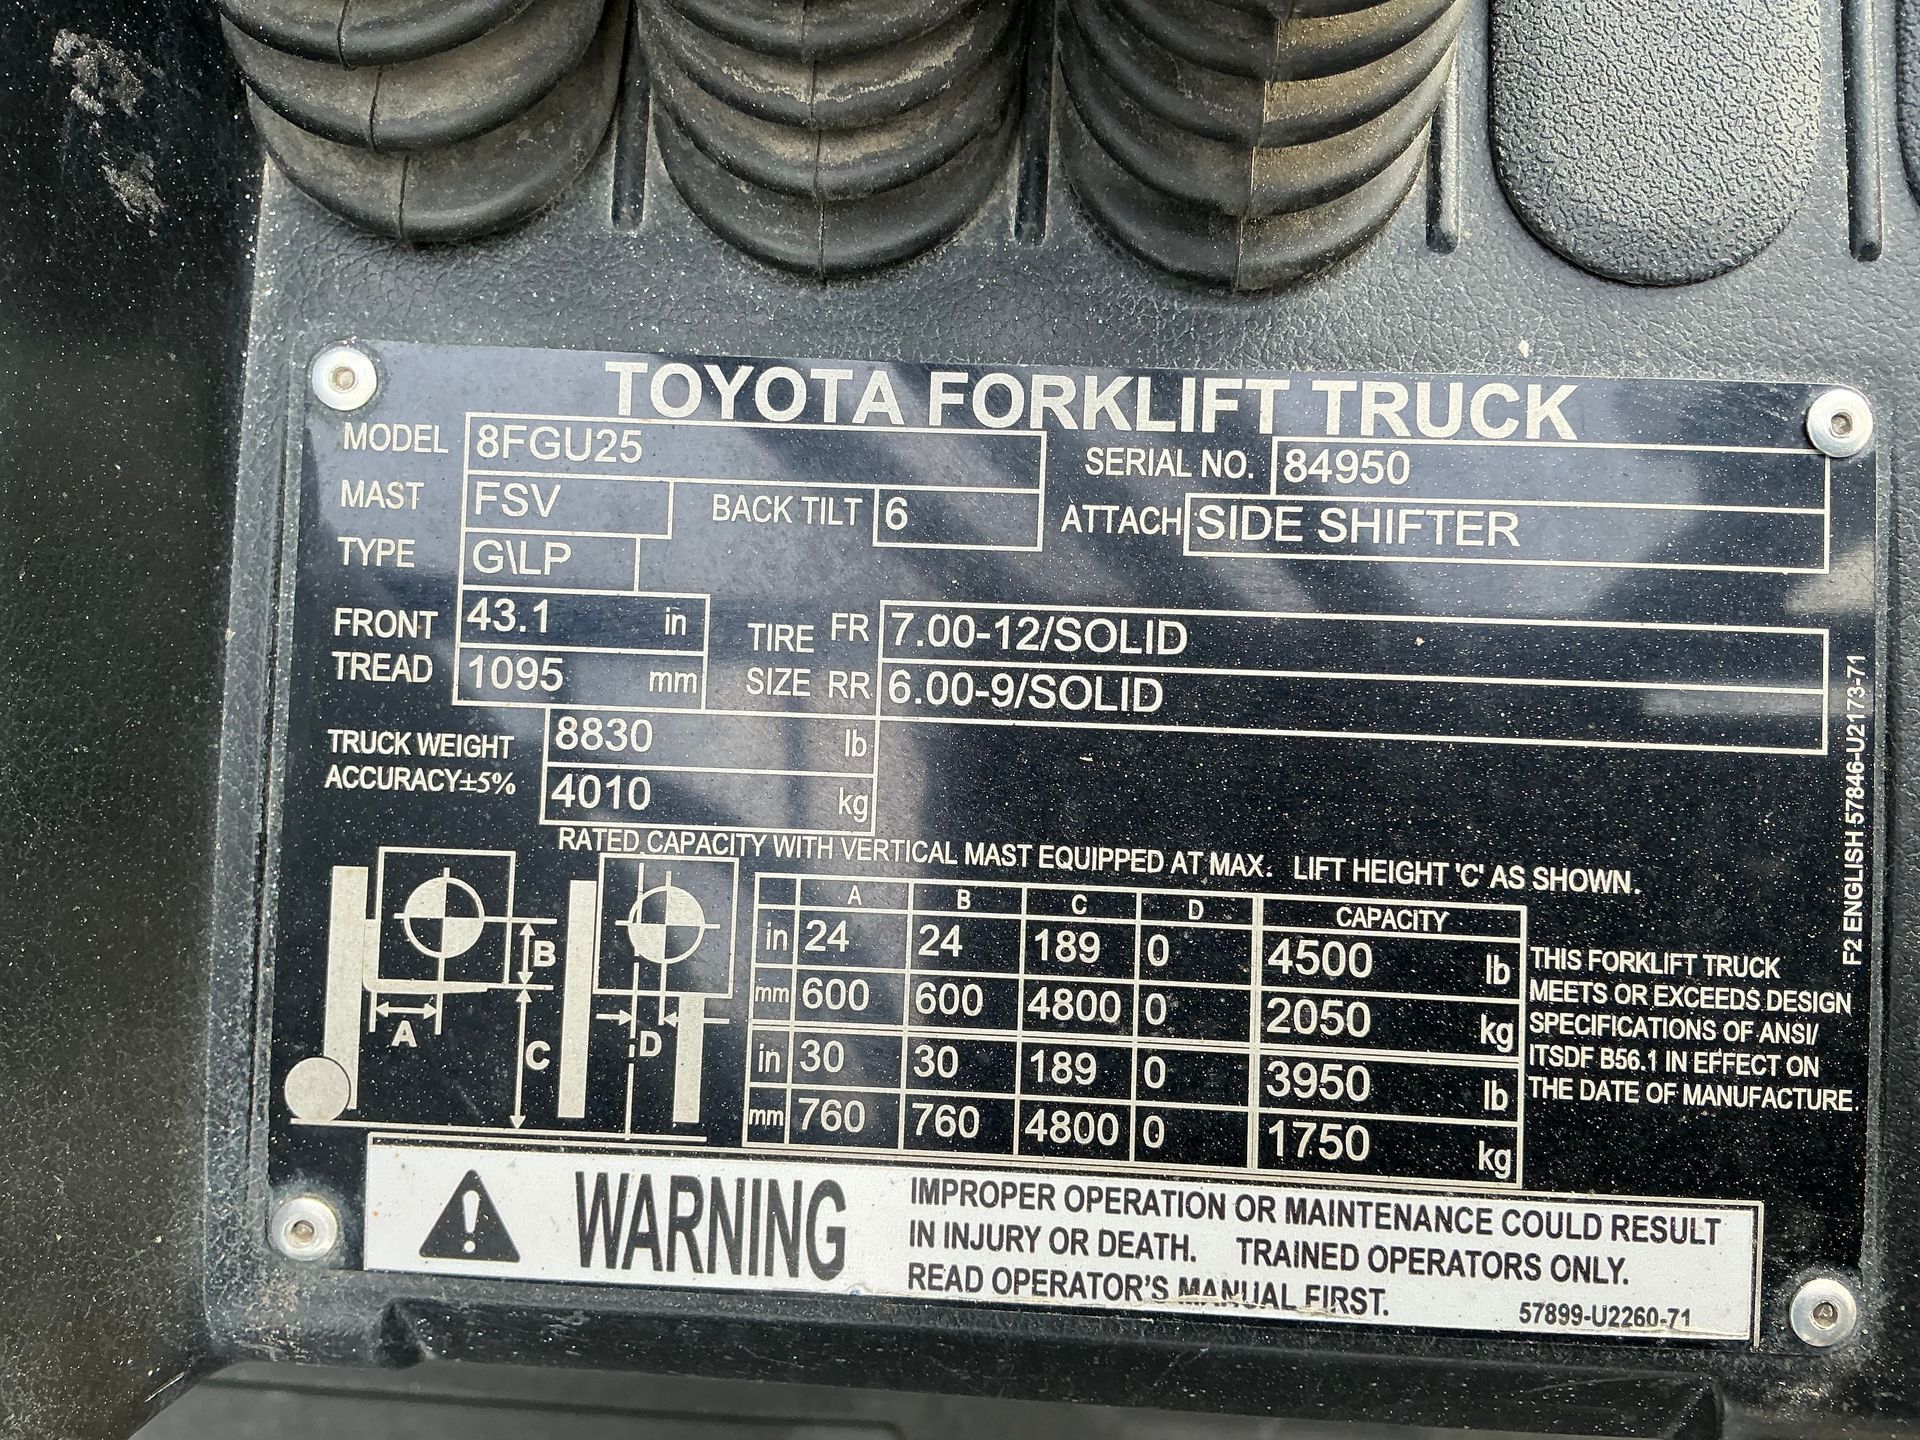 TOYOTA FORKLIFT TRUCK
MODEL 8FGU25 SERIAL NO. 84950
MAST FSV BACK TILT 6 ATTACH SIDE SHIFTER
TYPE G\LP
FRONT TREAD 43.1 in TIRE SIZE FR 7.00-12/SOLID
1095 mm RR 6.00-9/SOLID
TRUCK WEIGHT 8830 lb
ACCURACY±5% 4010 kg
RATED CAPACITY WITH VERTICAL MAST EQUIPPED AT MAX. LIFT HEIGHT 'C' AS SHOWN.
A B C D CAPACITY
in 24 24 189 0 4500 lb
mm 600 600 4800 0 2050 kg
in 30 30 189 0 3950 lb
mm 760 760 4800 0 1750 kg
B
A
C
D
THIS FORKLIFT TRUCK
MEETS OR EXCEEDS DESIGN
SPECIFICATIONS OF ANSI/
ITSDF B56.1 IN EFFECT ON
THE DATE OF MANUFACTURE.
F2 ENGLISH 57846-U2173-71
WARNING
IMPROPER OPERATION OR MAINTENANCE COULD RESULT
IN INJURY OR DEATH. TRAINED OPERATORS ONLY.
READ OPERATOR'S MANUAL FIRST.
57899-U2260-71